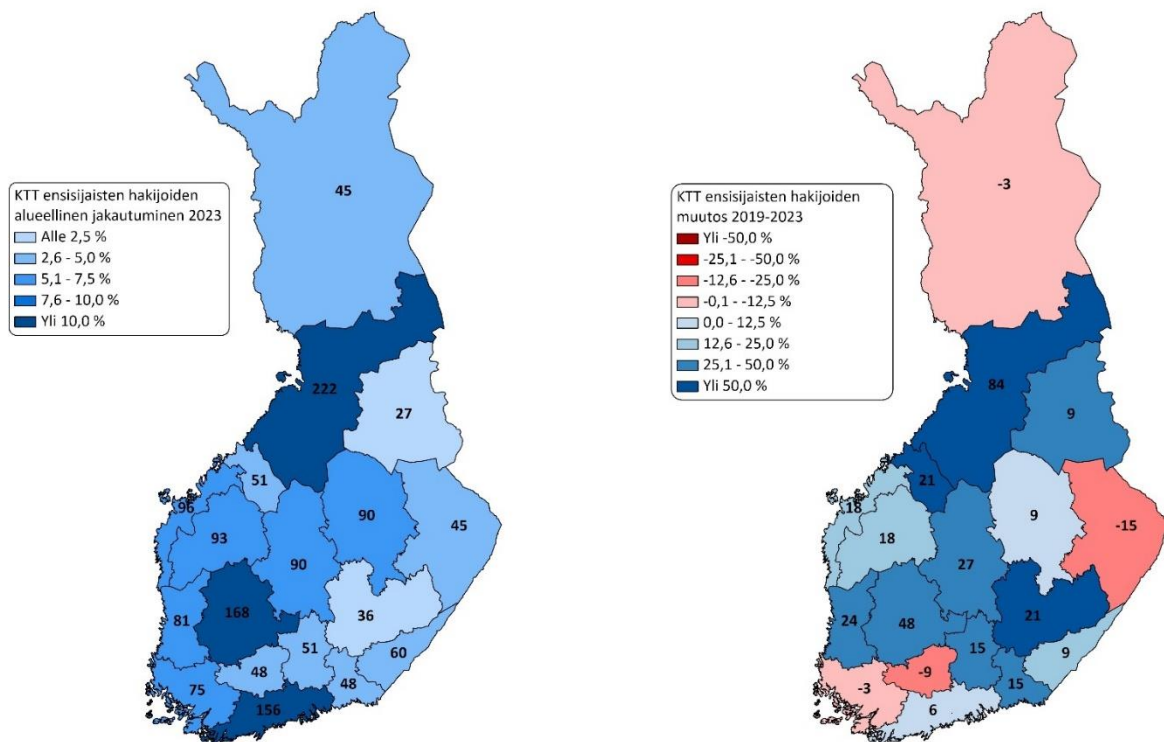 KTT ensisijaisten hakijoiden
alueellinen jakautuminen 2023
Alle 2,5 %
2,6 - 5,0 %
5,1 - 7,5 %
7,6 - 10,0 %
Yli 10,0 %
45
222
27
51
96
93
90
90
45
168
81
36
51
60
48
48
75
156
KTT ensisijaisten hakijoiden
muutos 2019-2023
Yli -50,0 %
-25,1 - -50,0 %
-12,6 - -25,0 %
-0,1 - -12,5 %
0,0 - 12,5 %
12,6 - 25,0 %
25,1 - 50,0 %
Yli 50,0 %
-3
84
9
21
18
18
9
-15
27
24
48
21
15
9
-9
15
-3
6